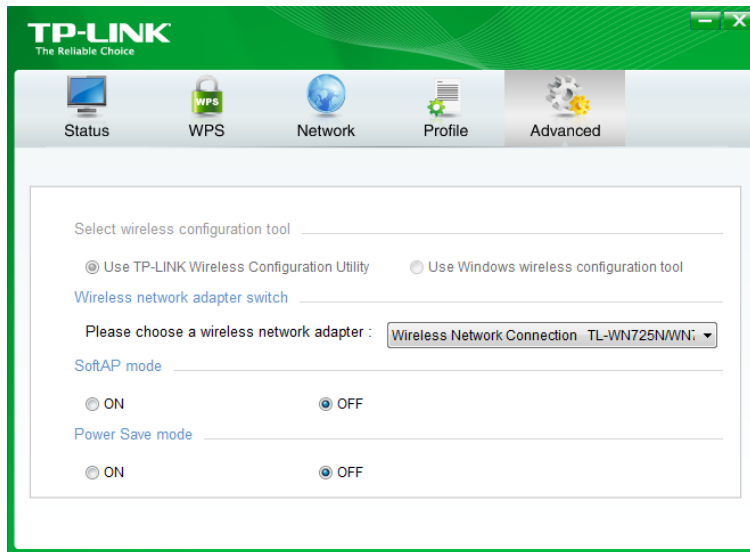 TP-LINK
The Reliable Choice
WPS
Status WPS Network Profile Advanced
Select wireless configuration tool
Use TP-LINK Wireless Configuration Utility Use Windows wireless configuration tool
Wireless network adapter switch
Please choose a wireless network adapter : Wireless Network Connection TL-WN725N/WN7
SoftAP mode
ON OFF
Power Save mode
ON OFF